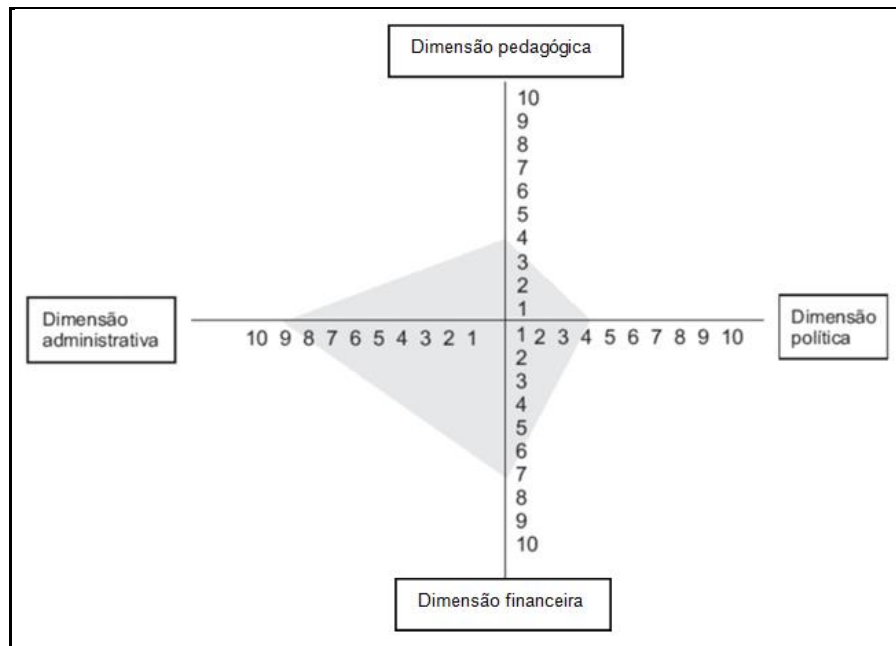 Dimensão pedagógica
10
9
8
7
6
5
4
3
2
1
Dimensão
administrativa
10 9 8 7 6 5 4 3 2 1
1 2 3 4 5 6 7 8 9 10
Dimensão
política
2
3
4
5
6
7
8
9
10
Dimensão financeira